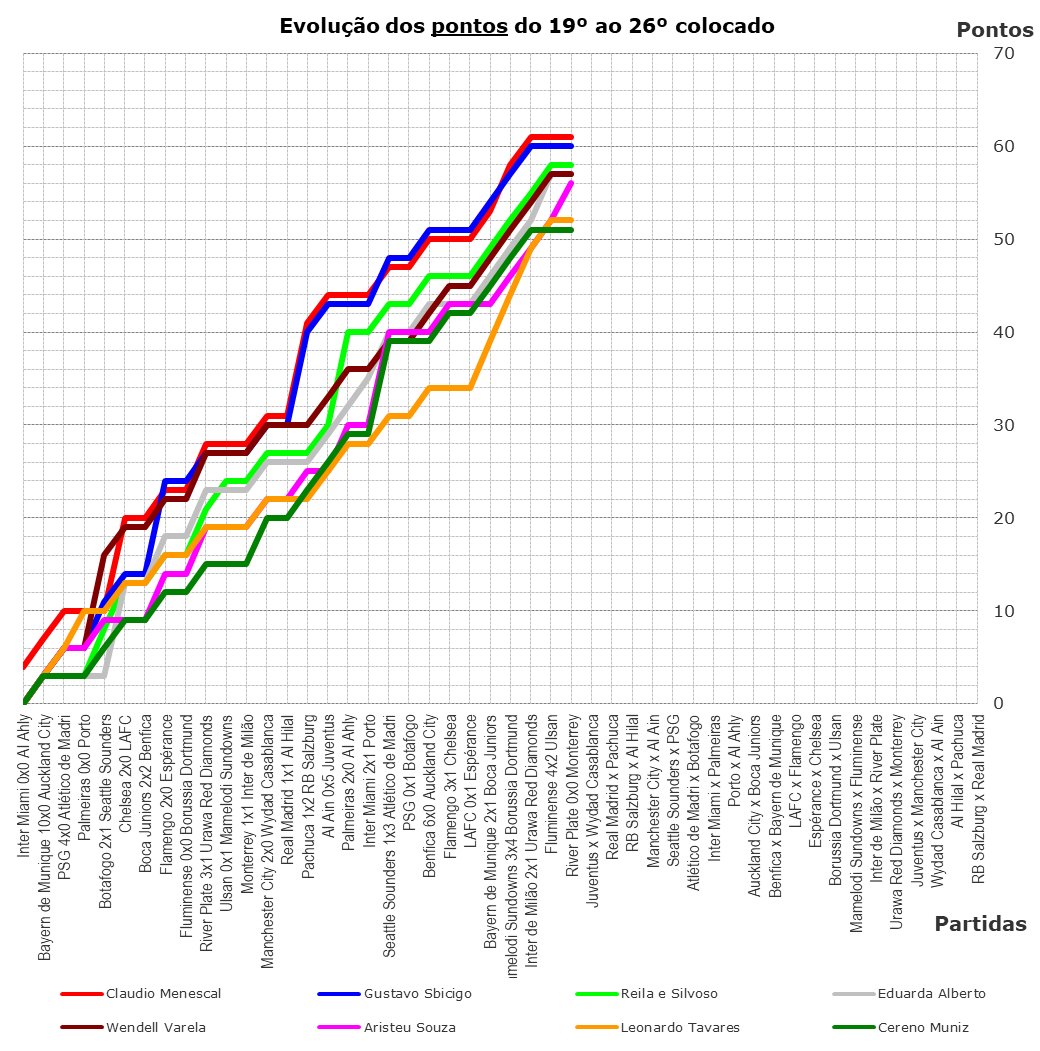 Evolução dos pontos do 19º ao 26º colocado
Pontos
70
60
50
40
30
20
10
0
Inter Miami 0x0 Al Ahly
Bayern de Munique 10x0 Auckland City
PSG 4x0 Atlético de Madri
Palmeiras 0x0 Porto
Botafogo 2x1 Seattle Sounders
Chelsea 2x0 LAFC
Boca Juniors 2x2 Benfica
Flamengo 2x0 Espérance
Fluminense 0x0 Borussia Dortmund
River Plate 3x1 Urawa Red Diamonds
Ulsan 0x1 Mamelodi Sundowns
Monterrey 1x1 Inter de Milão
Manchester City 2x0 Wydad Casablanca
Real Madrid 1x1 Al Hilal
Pachuca 1x2 RB Salzburg
Al Ain 0x5 Juventus
Palmeiras 2x0 Al Ahly
Inter Miami 2x1 Porto
Seattle Sounders 1x3 Atlético de Madri
PSG 0x1 Botafogo
Benfica 6x0 Auckland City
Flamengo 3x1 Chelsea
LAFC 0x1 Espérance
Bayern de Munique 2x1 Boca Juniors
melodi Sundowns 3x4 Borussia Dortmund
Inter de Milão 2x1 Urawa Red Diamonds
Fluminense 4x2 Ulsan
River Plate 0x0 Monterrey
Juventus x Wydad Casablanca
Real Madrid x Pachuca
RB Salzburg x Al Hilal
Manchester City x Al Ain
Seattle Sounders x PSG
Atlético de Madri x Botafogo
Inter Miami x Palmeiras
Porto x Al Ahly
Auckland City x Boca Juniors
Benfica x Bayern de Munique
LAFC x Flamengo
Espérance x Chelsea
Borussia Dortmund x Ulsan
Mamelodi Sundowns x Fluminense
Inter de Milão x River Plate
Urawa Red Diamonds x Monterrey
Juventus x Manchester City
Wydad Casablanca x Al Ain
Al Hilal x Pachuca
RB Salzburg x Real Madrid
Partidas
Claudio Menescal
Gustavo Sbicigo
Reila e Silvoso
Eduarda Alberto
Wendell Varela
Aristeu Souza
Leonardo Tavares
Cereno Muniz